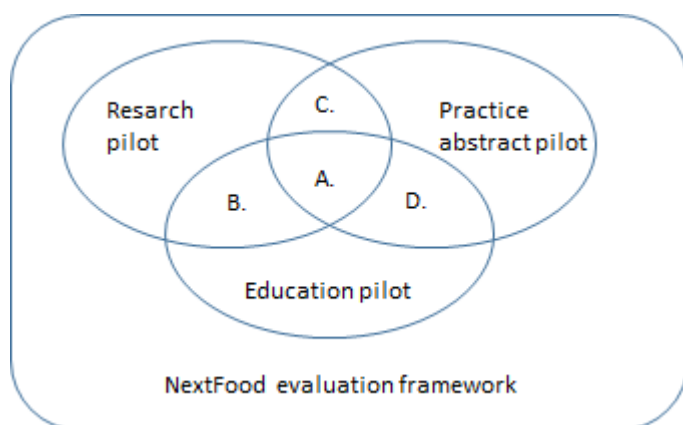 C.
Resarch
pilot
Practice
abstract pilot
A.
B.
D.
Education pilot
NextFood evaluation framework